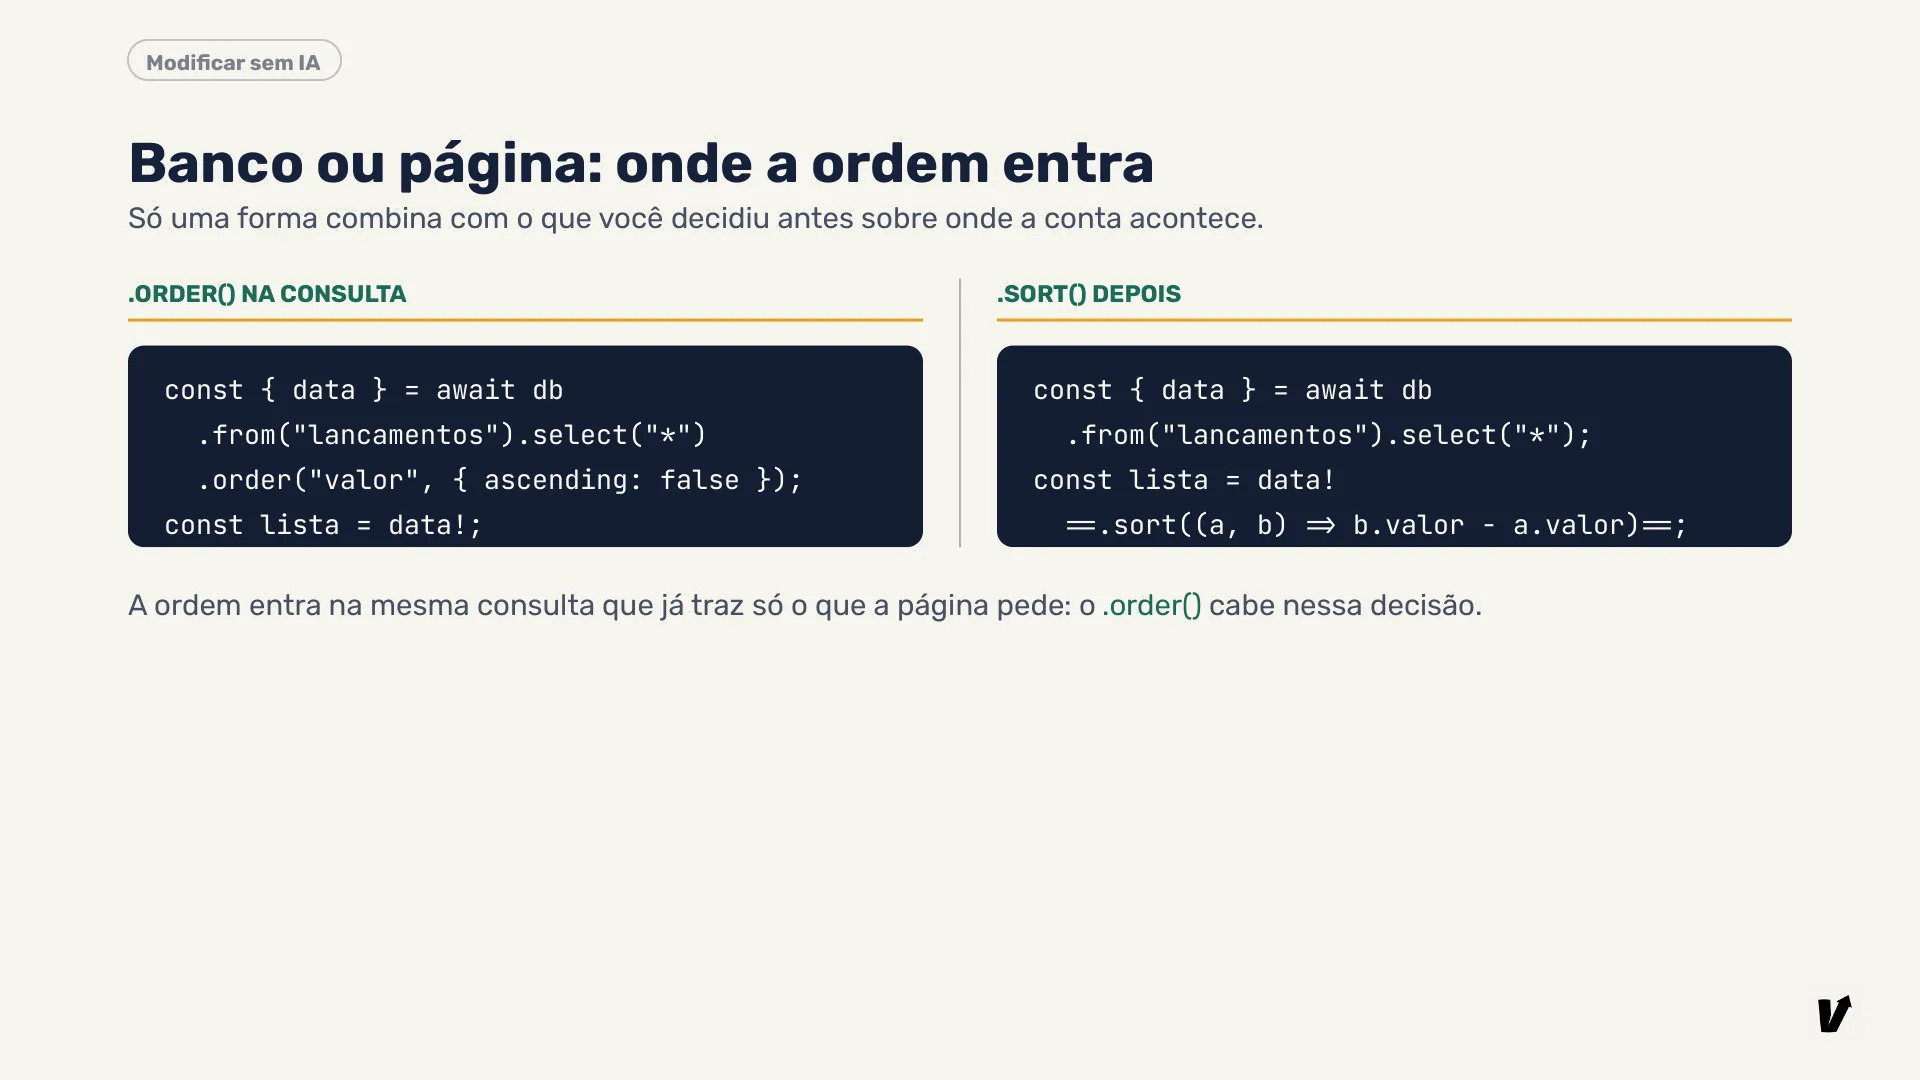 Modificar sem IA
Banco ou página: onde a ordem entra
Só uma forma combina com o que você decidiu antes sobre onde a conta acontece.
.ORDER() NA CONSULTA
const { data } = await db
  .from("lancamentos").select("*")
  .order("valor", { ascending: false });
const lista = data!;
.SORT() DEPOIS
const { data } = await db
  .from("lancamentos").select("*");
const lista = data!
  ==.sort((a, b) => b.valor - a.valor)==;
A ordem entra na mesma consulta que já traz só o que a página pede: o .order() cabe nessa decisão.